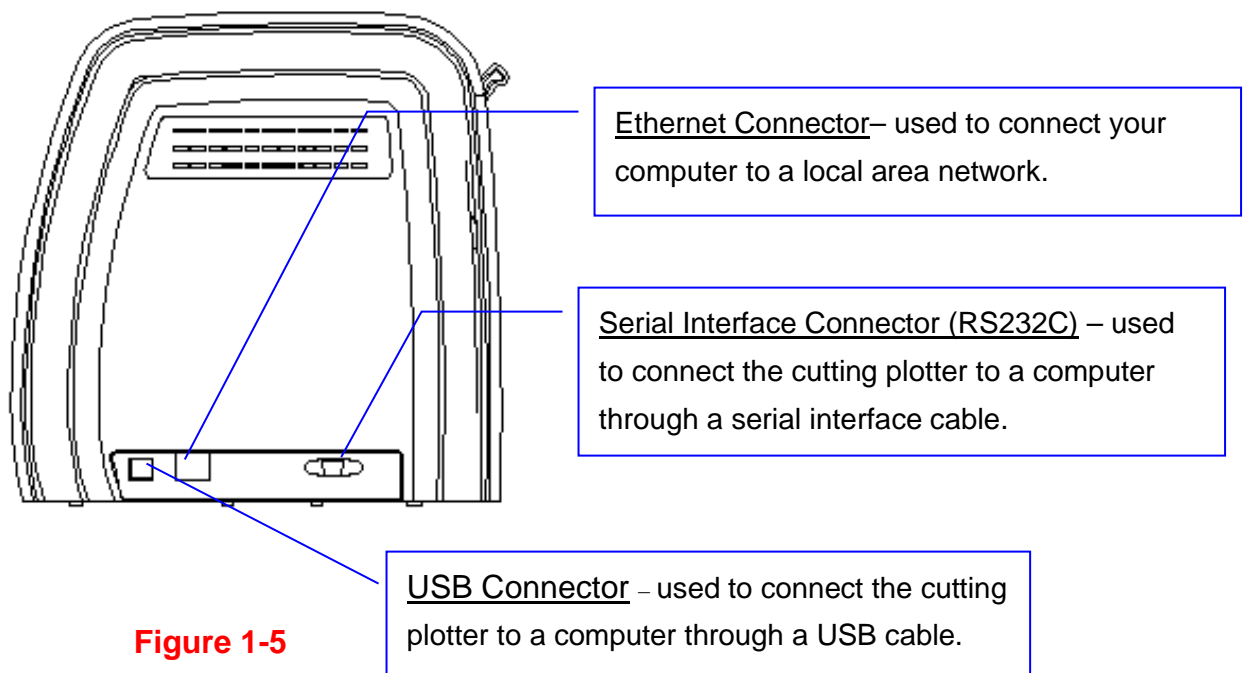 Ethernet Connector– used to connect your
computer to a local area network.
Serial Interface Connector (RS232C) – used
to connect the cutting plotter to a computer
through a serial interface cable.
USB Connector – used to connect the cutting
plotter to a computer through a USB cable.
Figure 1-5